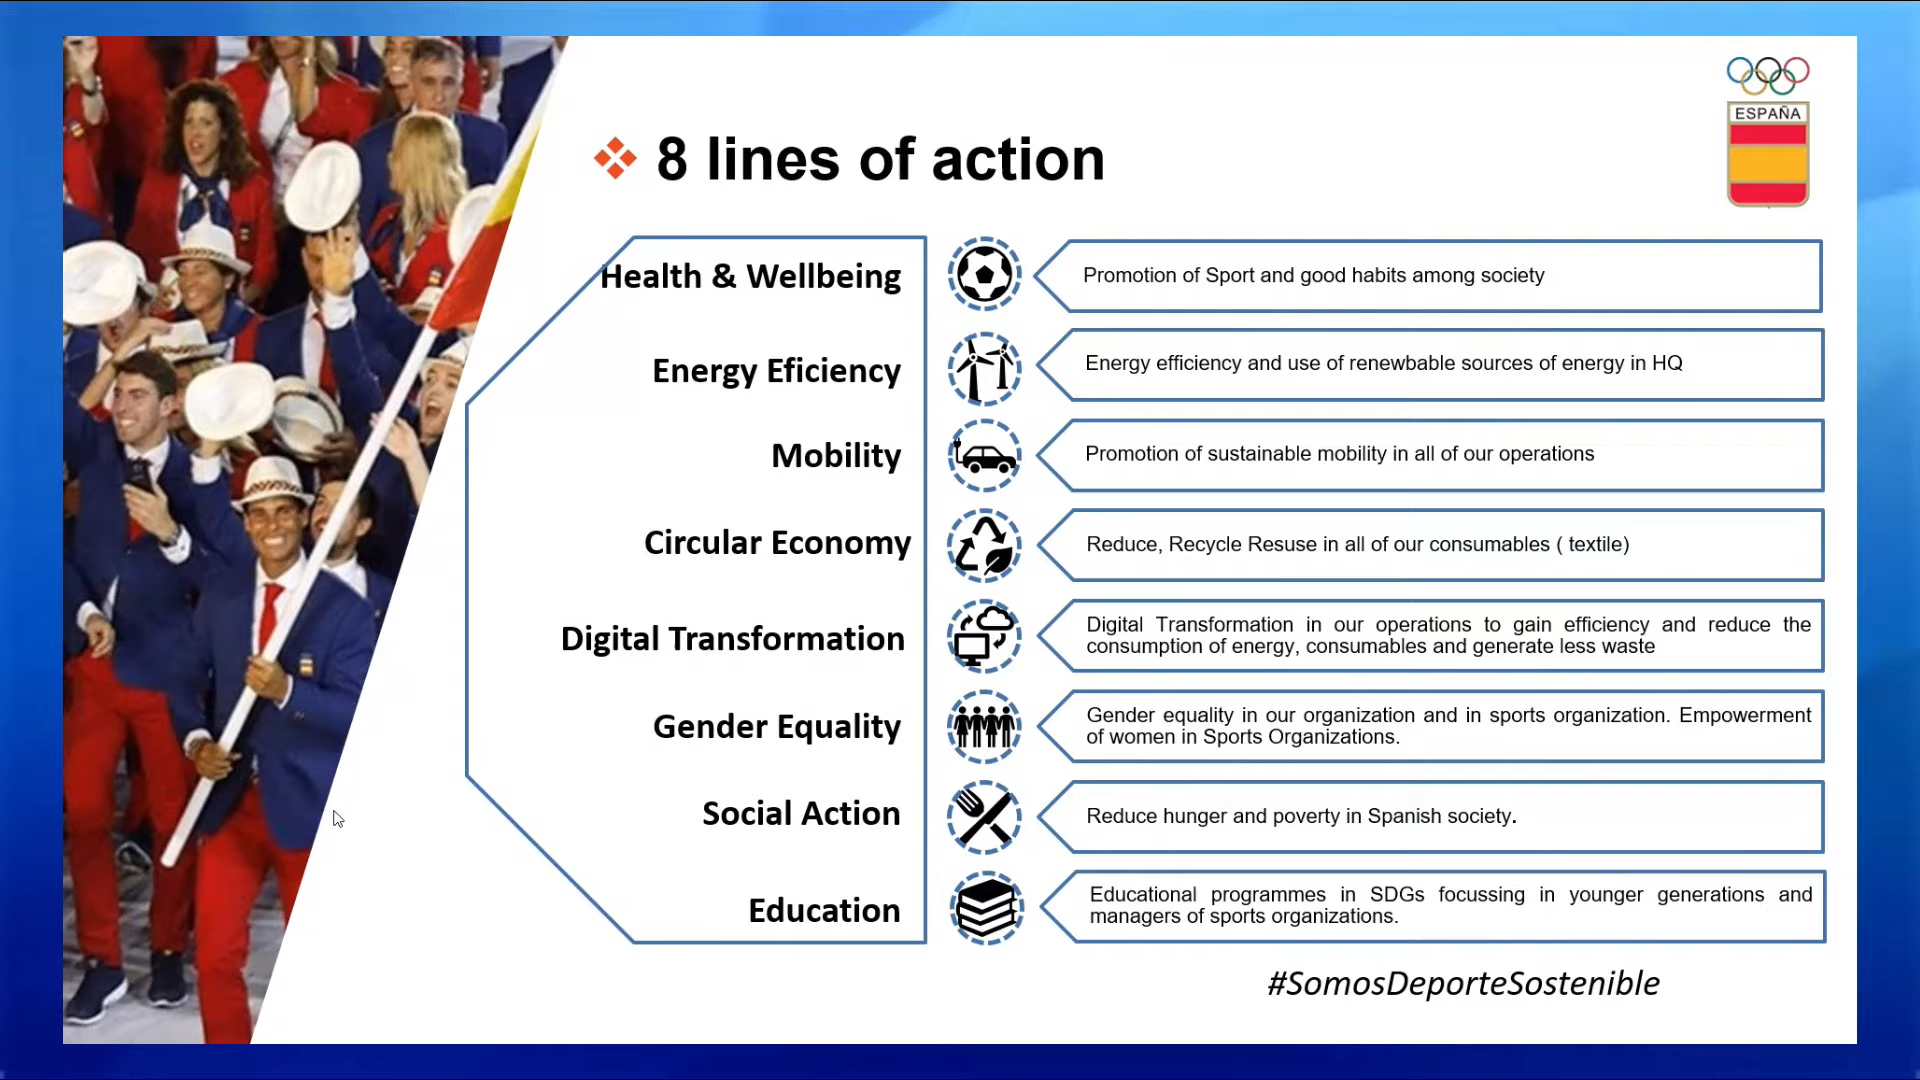 ESPAÑA
8 lines of action
Health & Wellbeing
Promotion of Sport and good habits among society
Energy Eficiency
Energy efficiency and use of renewbable sources of energy in HQ
Mobility
Promotion of sustainable mobility in all of our operations
Circular Economy
Reduce, Recycle Resuse in all of our consumables ( textile)
Digital Transformation
Digital Transformation in our operations to gain efficiency and reduce the
consumption of energy, consumables and generate less waste
Gender Equality
Gender equality in our organization and in sports organization. Empowerment
of women in Sports Organizations.
Social Action
Reduce hunger and poverty in Spanish society.
Education
Educational programmes in SDGs focussing in younger generations and
managers of sports organizations.
#SomosDeporteSostenible